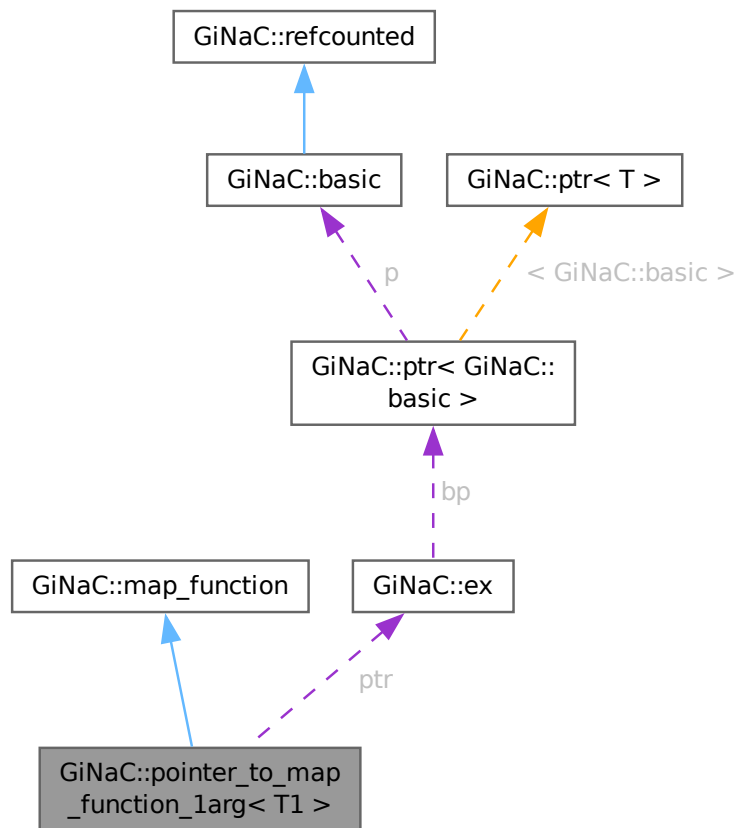 GiNaC::refcounted
GiNaC::basic
GiNaC::ptr< T >
p
< GiNaC::basic >
GiNaC::ptr< GiNaC::
basic >
bp
GiNaC::map_function
GiNaC::ex
ptr
GiNaC::pointer_to_map
_function_1arg< T1 >